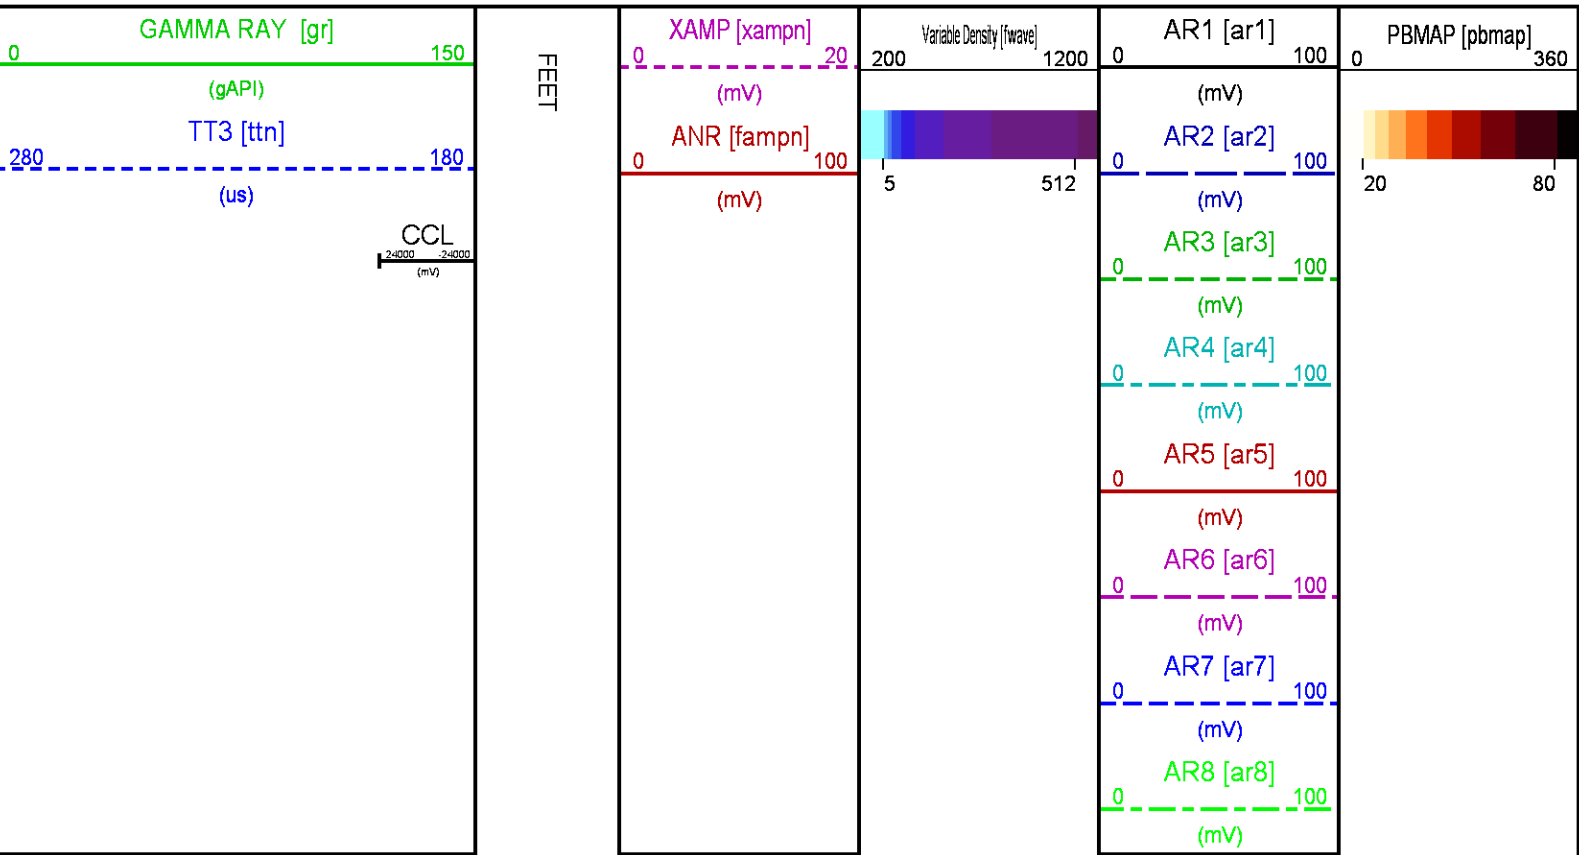 GAMMA RAY [gr]
0 150
(gAPI)
TT3 [ttn]
280 180
(us)
CCL
24000 -24000
(mV)
FEET
XAMP [xampn]
0 20
(mV)
ANR [fampn]
0 100
(mV)
Variable Density [fwave]
200 1200
5 512
AR1 [ar1]
0 100
(mV)
AR2 [ar2]
0 100
(mV)
AR3 [ar3]
0 100
(mV)
AR4 [ar4]
0 100
(mV)
AR5 [ar5]
0 100
(mV)
AR6 [ar6]
0 100
(mV)
AR7 [ar7]
0 100
(mV)
AR8 [ar8]
0 100
(mV)
PBMAP [pbmap]
0 360
20 80